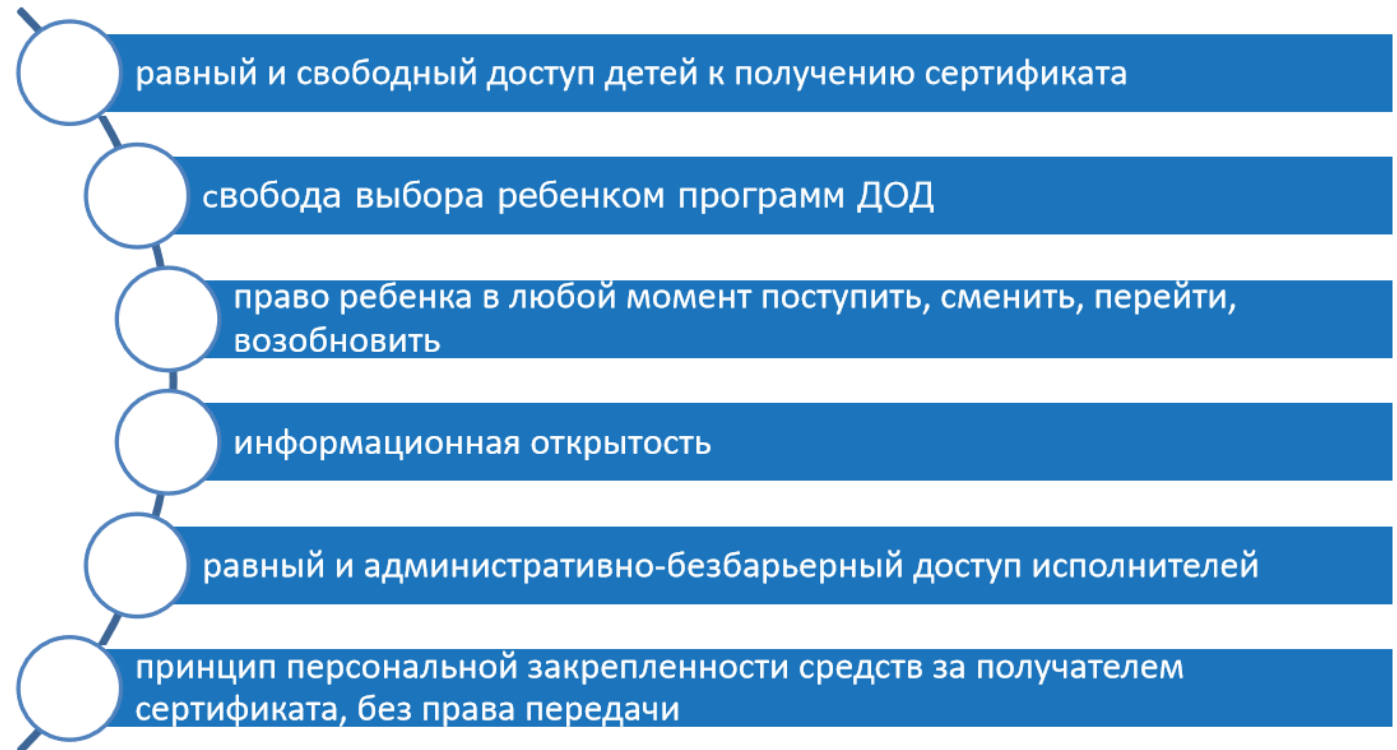 равный и свободный доступ детей к получению сертификата
свобода выбора ребенком программ ДОД
право ребенка в любой момент поступить, сменить, перейти,
возобновить
информационная открытость
равный и административно-безбарьерный доступ исполнителей
принцип персональной закрепленности средств за получателем
сертификата, без права передачи